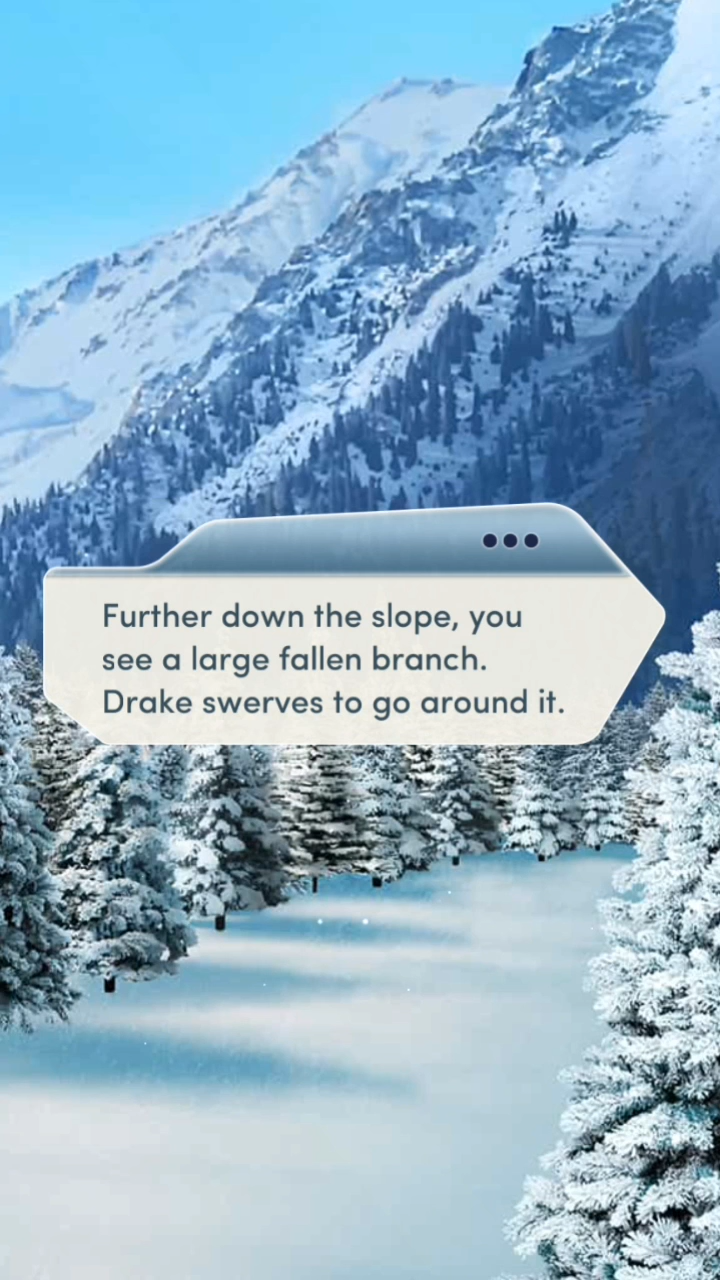 Further down the slope, you
see a large fallen branch.
Drake swerves to go around it.